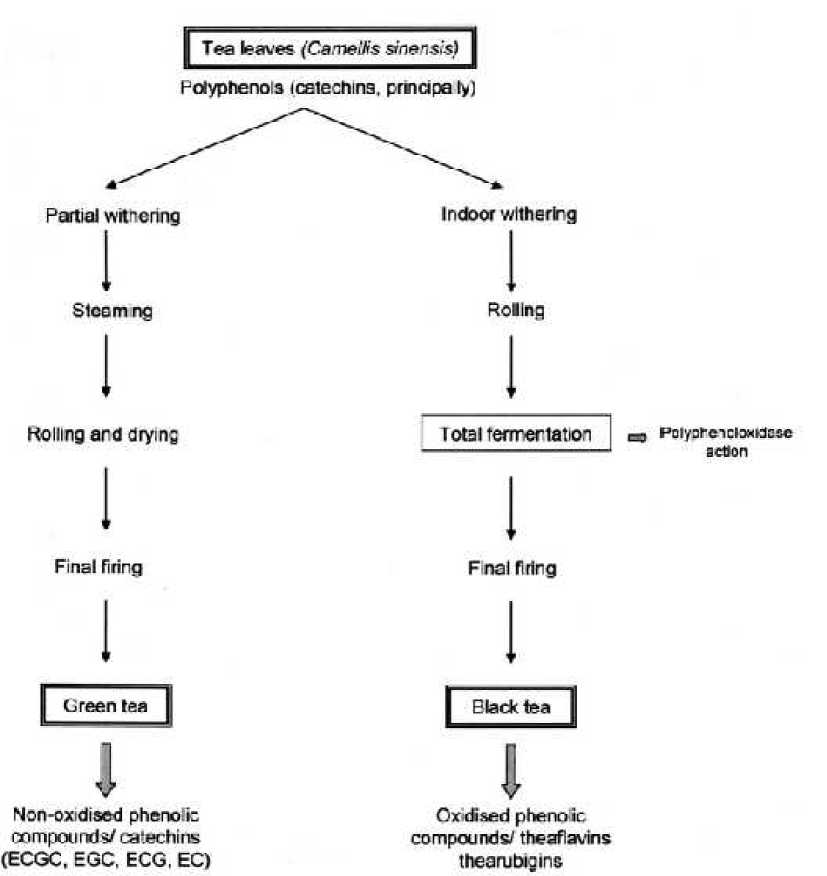 Tea leaves (Camellis sinensis)
Polyphenols (catechins, principally)
Partial withering
Indoor withering
Steaming
Rolling
Rolling and drying
Total fermentation
Polyphencloxidase
action
Final firing
Final firing
Green tea
Black tea
Non-oxidised phenolic
compounds/ catechins
(ECGC, EGC, ECG, EC)
Oxidised phenolic
compounds/ theaflavins
thearubigins